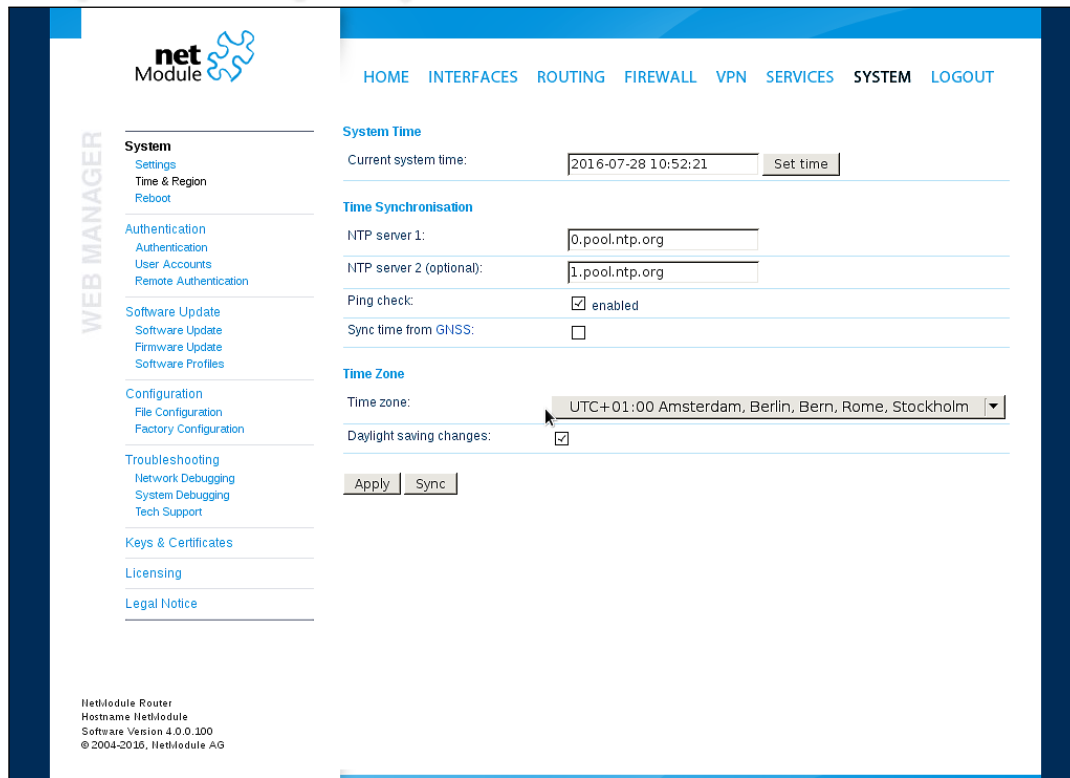 net
Module
HOME INTERFACES ROUTING FIREWALL VPN SERVICES SYSTEM LOGOUT
WEB MANAGER
System
Settings
Time & Region
Reboot
Authentication
Authentication
User Accounts
Remote Authentication
Software Update
Software Update
Firmware Update
Software Profiles
Configuration
File Configuration
Factory Configuration
Troubleshooting
Network Debugging
System Debugging
Tech Support
Keys & Certificates
Licensing
Legal Notice
System Time
Current system time: 2016-07-28 10:52:21 Set time
Time Synchronisation
NTP server 1: 0.pool.ntp.org
NTP server 2 (optional): 1.pool.ntp.org
Ping check: enabled
Sync time from GNSS:
Time Zone
Time zone: UTC+01:00 Amsterdam, Berlin, Bern, Rome, Stockholm
Daylight saving changes:
Apply Sync
NetModule Router
Hostname NetModule
Software Version 4.0.0.100
© 2004-2016, NetModule AG